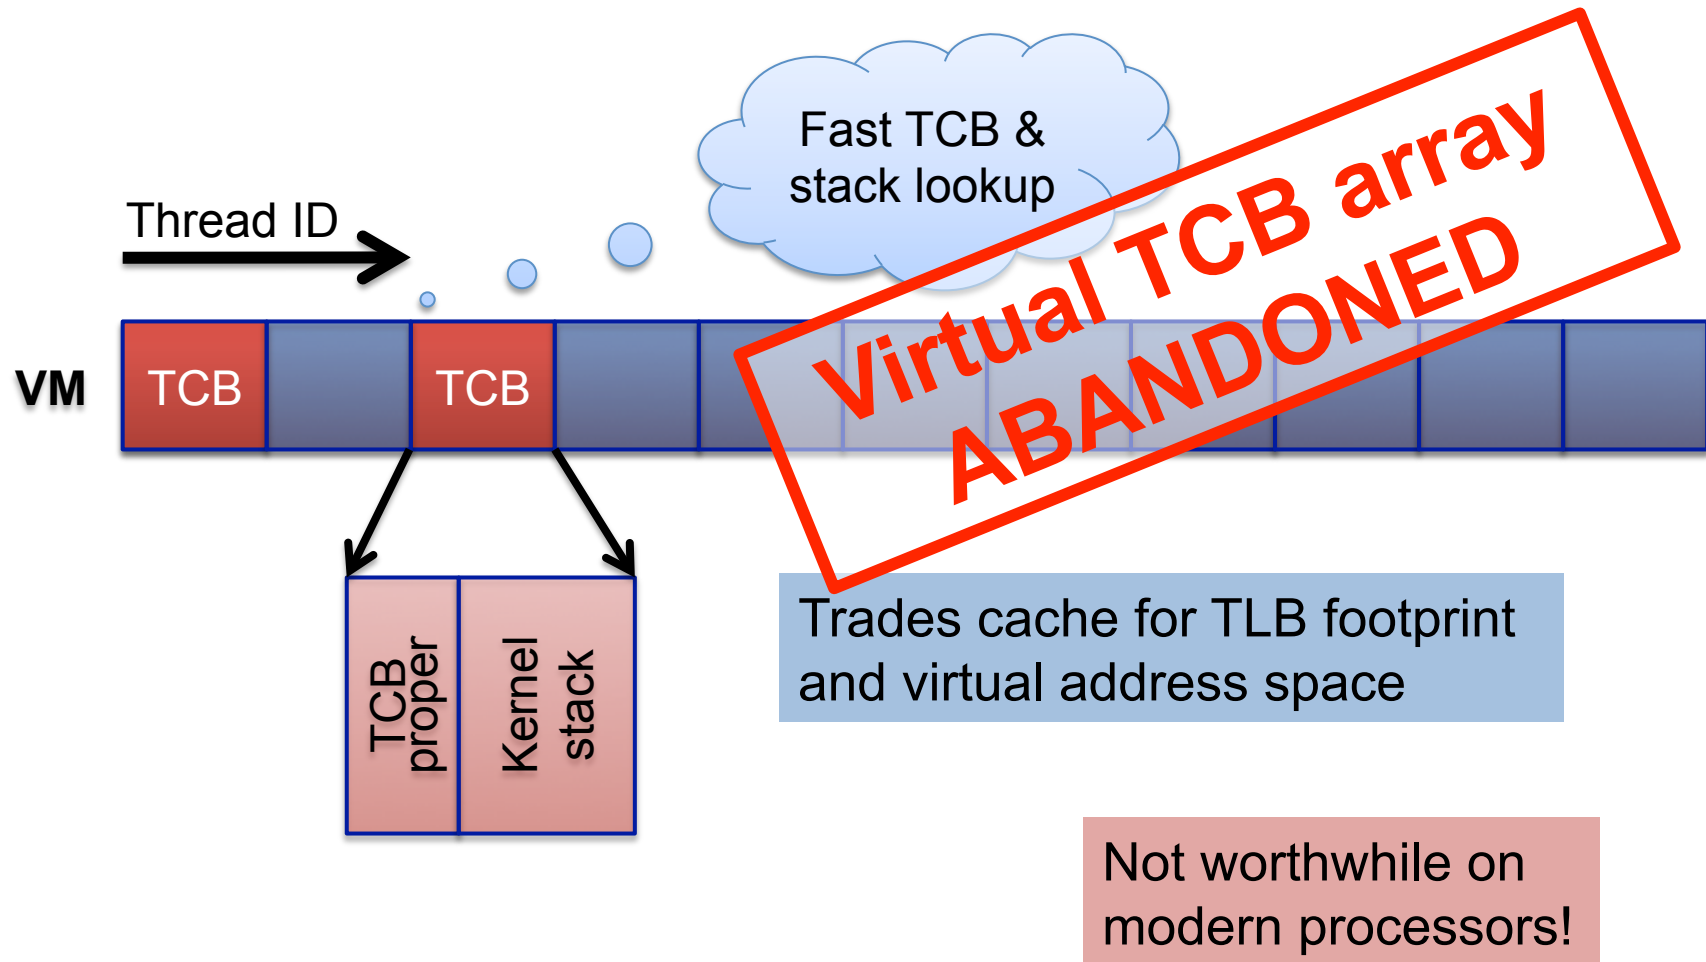 Fast TCB &
stack lookup
Virtual TCB array
ABANDONED
Thread ID
VM
TCB
TCB
TCB
proper
Kernel
stack
Trades cache for TLB footprint
and virtual address space
Not worthwhile on
modern processors!